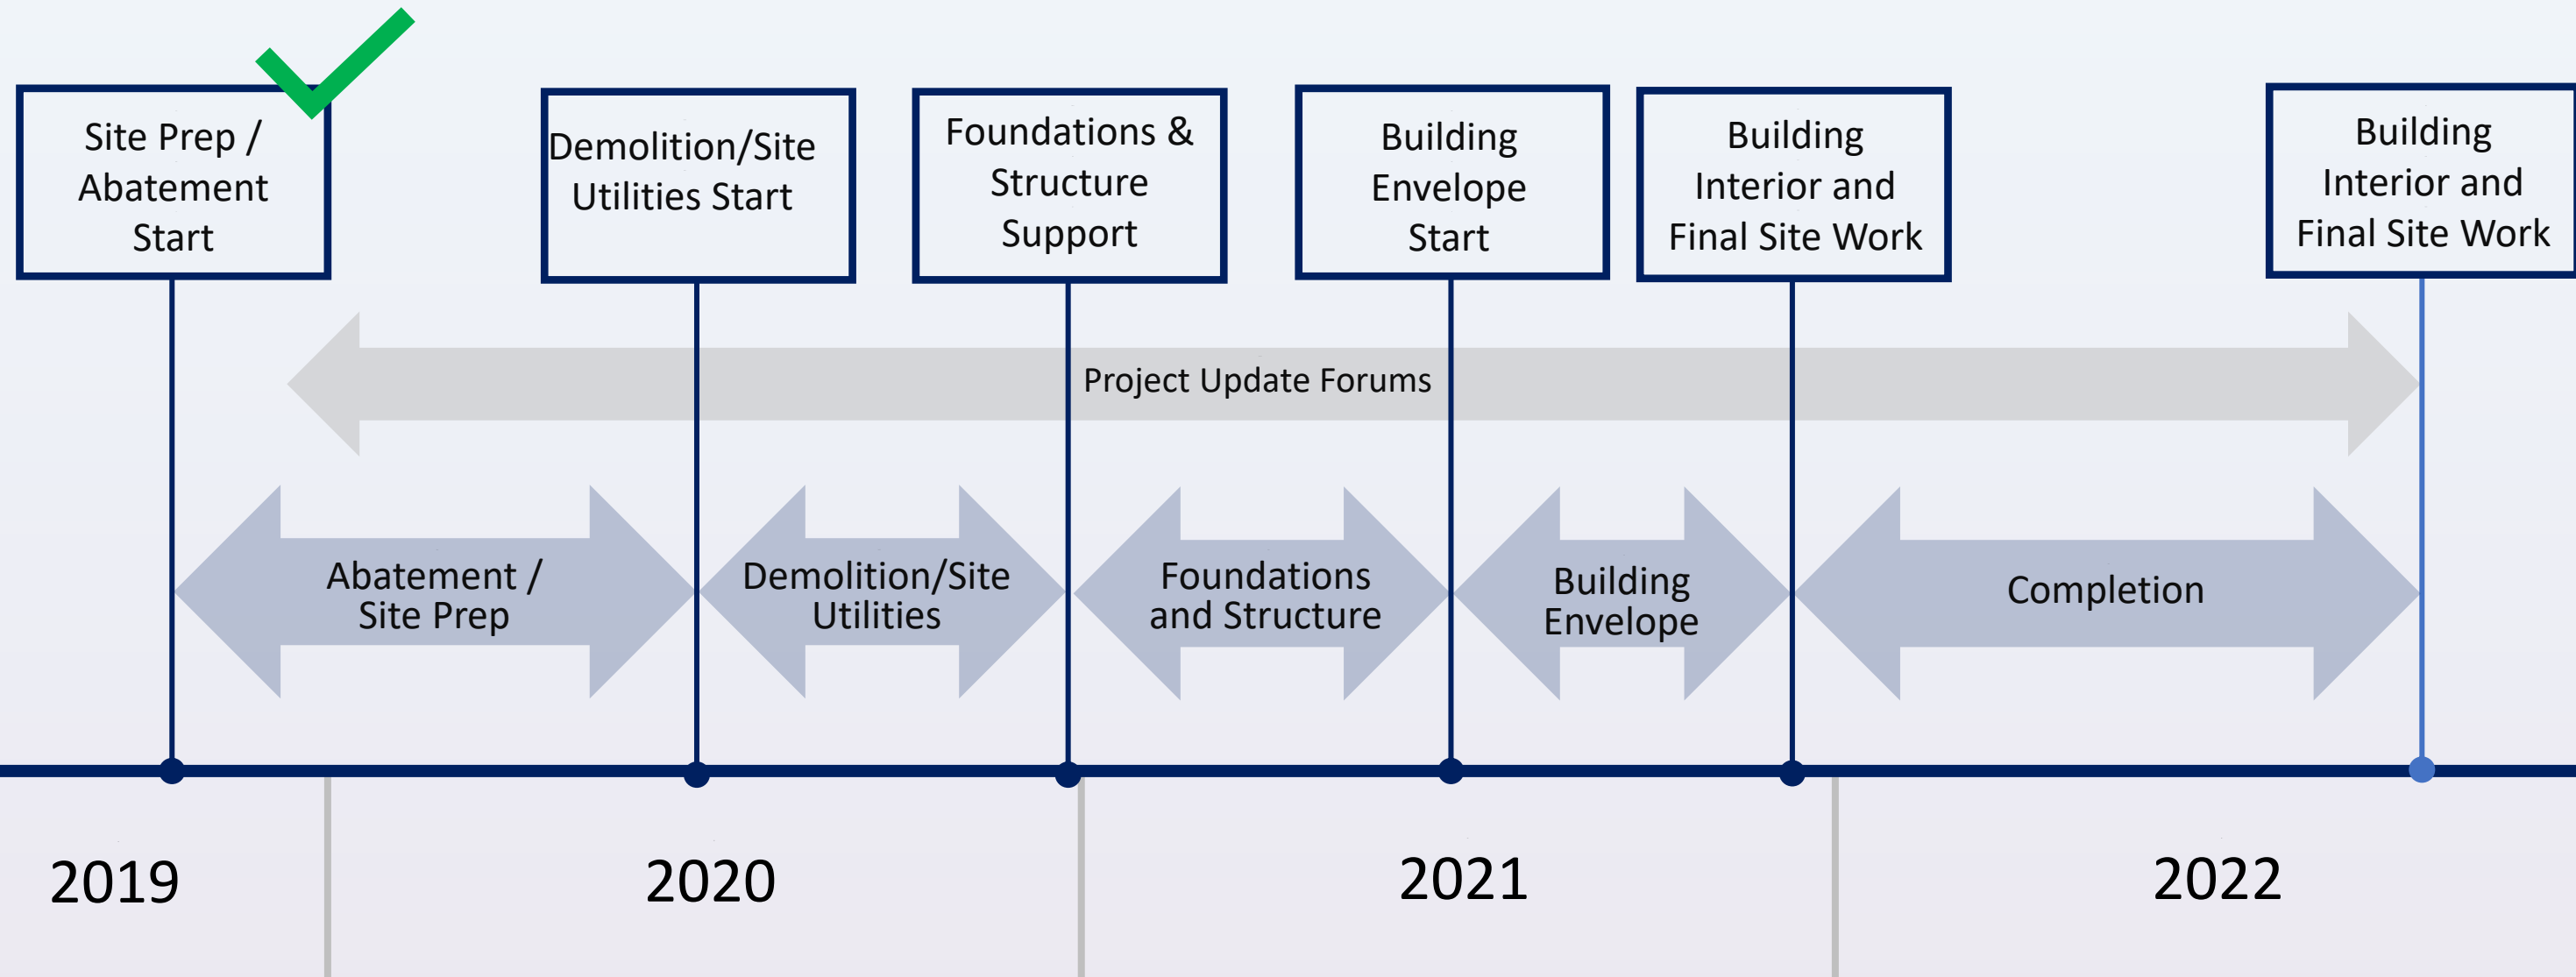 Site Prep /
Abatement
Start
Demolition/Site
Utilities Start
Foundations &
Structure
Support
Building
Envelope
Start
Building
Interior and
Final Site Work
Building
Interior and
Final Site Work
Project Update Forums
Abatement /
Site Prep
Demolition/Site
Utilities
Foundations
and Structure
Building
Envelope
Completion
2019
2020
2021
2022